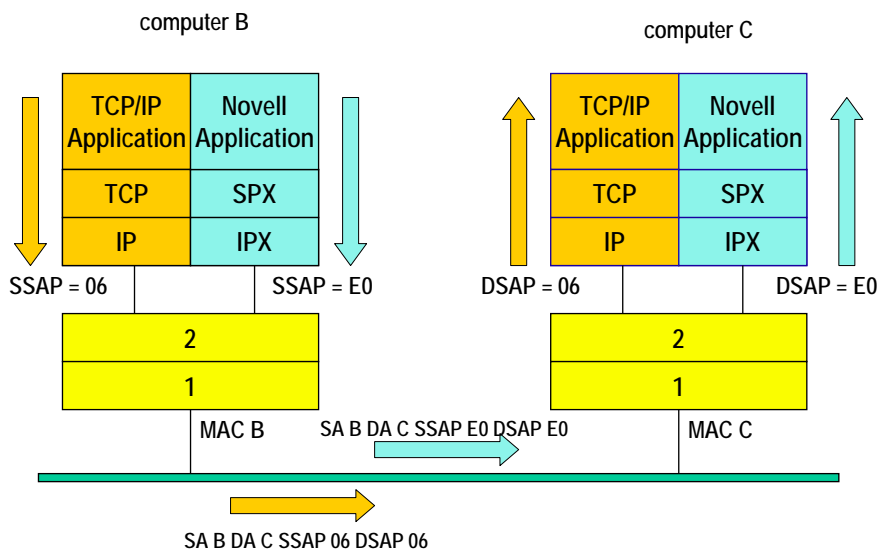 computer B
computer C
TCP/IP
Application
Novell
Application
TCP/IP
Application
Novell
Application
TCP
SPX
TCP
SPX
IP
IPX
IP
IPX
SSAP = 06
SSAP = E0
DSAP = 06
DSAP = E0
2
2
1
1
MAC B
SA B DA C SSAP E0 DSAP E0
MAC C
SA B DA C SSAP 06 DSAP 06